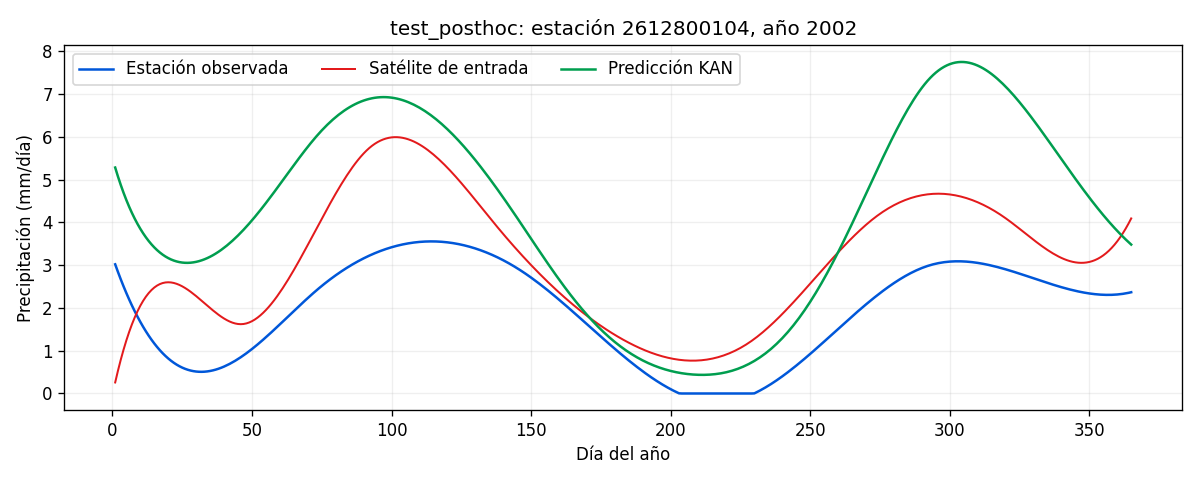 test_posthoc: estación 2612800104, año 2002
Estación observada
Satélite de entrada
Predicción KAN
Precipitación (mm/día)
8
7
6
5
4
3
2
1
0
0 50 100 150 200 250 300 350
Día del año